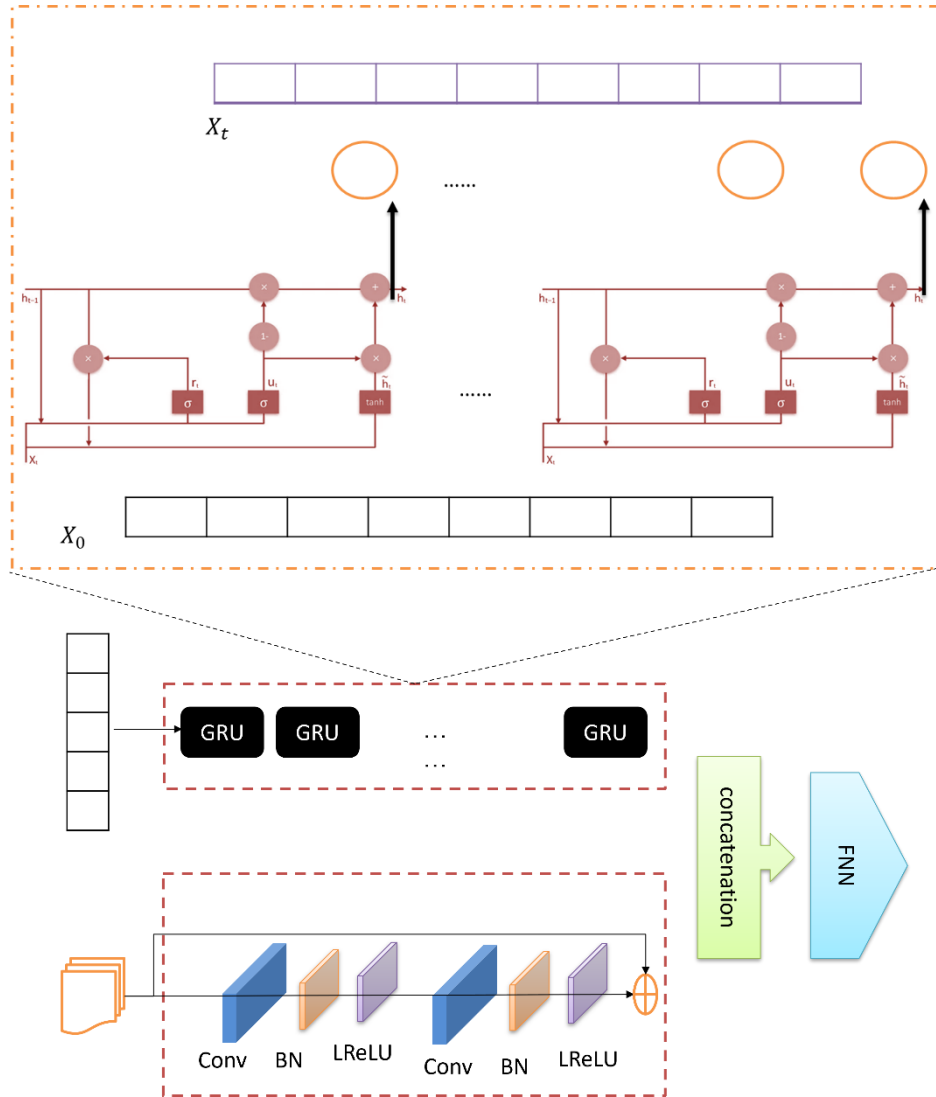 X_t
......
× + × +
h_{t-1} h_t h_{t-1} h_t
1- 1-
× × × ×
r_t u_t h̃_t r_t u_t h̃_t
......
σ σ tanh σ σ tanh
X_t X_t
X_0
GRU GRU ... GRU
...
concatenation
FNN
Conv BN LReLU Conv BN LReLU